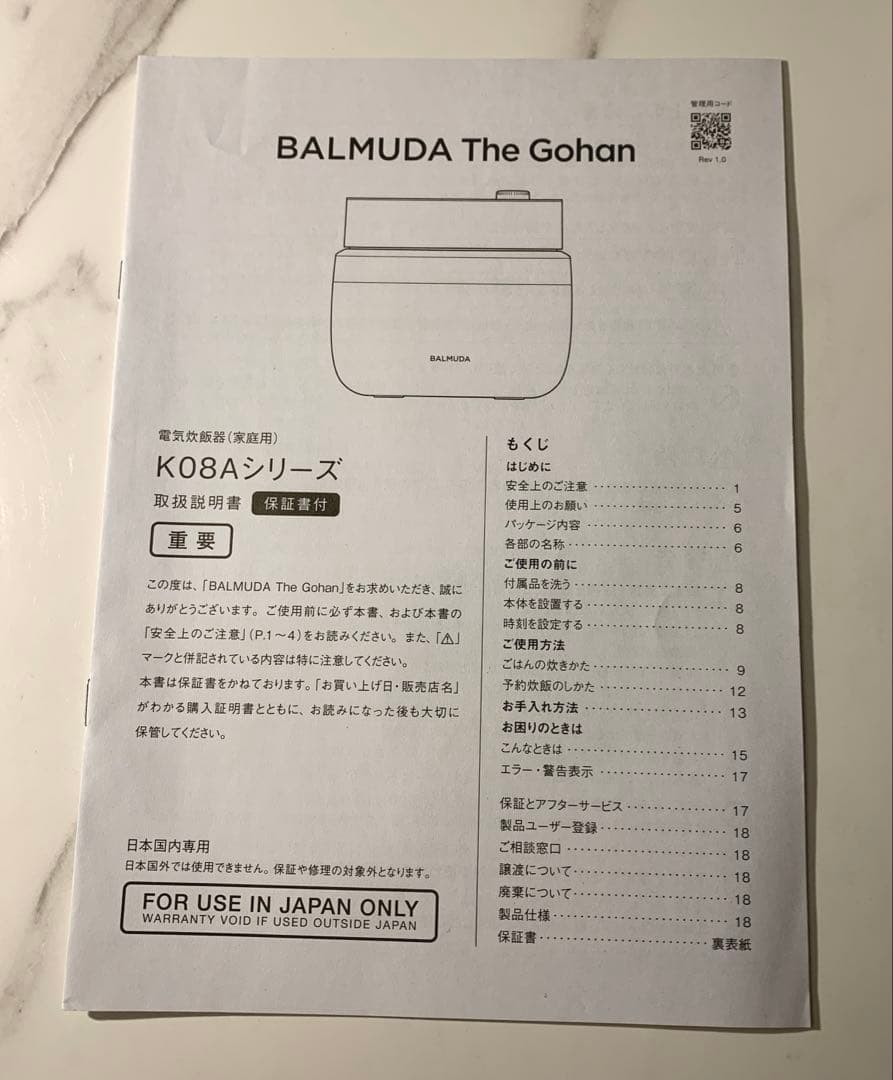 管理用コード
Rev 1.0
BALMUDA The Gohan
BALMUDA
電気炊飯器(家庭用)
K08Aシリーズ
取扱説明書 保証書付
重要
この度は、「BALMUDA The Gohan」をお求めいただき、誠に
ありがとうございます。ご使用前に必ず本書、および本書の
「安全上のご注意」(P.1〜4)をお読みください。また、「⚠」
マークと併記されている内容は特に注意してください。
本書は保証書をかねております。「お買い上げ日・販売店名」
がわかる購入証明書とともに、お読みになった後も大切に
保管してください。
日本国内専用
日本国外では使用できません。保証や修理の対象外となります。
FOR USE IN JAPAN ONLY
WARRANTY VOID IF USED OUTSIDE JAPAN
もくじ
はじめに
安全上のご注意 ···················· 1
使用上のお願い ···················· 5
パッケージ内容 ···················· 6
各部の名称 ······················· 6
ご使用の前に
付属品を洗う ······················ 8
本体を設置する ···················· 8
時刻を設定する ···················· 8
ご使用方法
ごはんの炊きかた ··················· 9
予約炊飯のしかた ·················· 12
お手入れ方法 ····················· 13
お困りのときは
こんなときは ······················ 15
エラー・警告表示 ·················· 17
保証とアフターサービス ··············· 17
製品ユーザー登録 ·················· 18
ご相談窓口 ······················· 18
譲渡について ······················ 18
廃棄について ······················ 18
製品仕様 ························ 18
保証書 ······················· 裏表紙